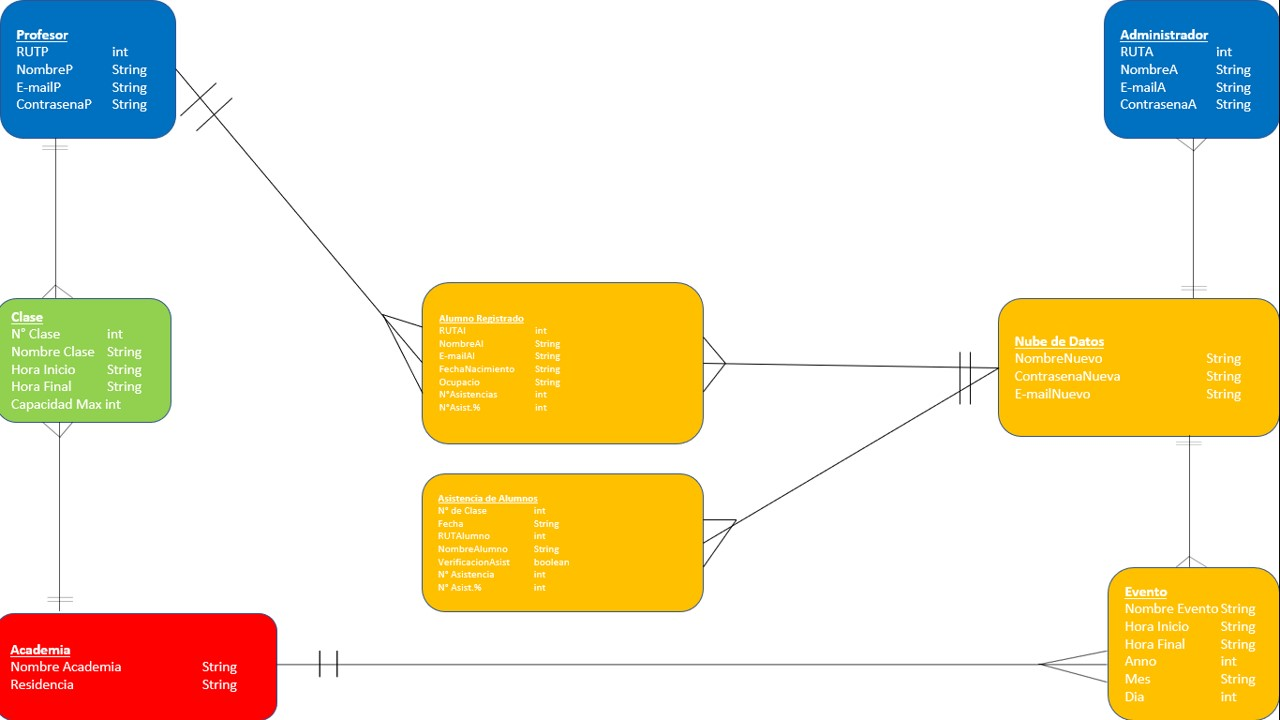 Profesor
RUTP int
NombreP String
E-mailP String
ContrasenaP String
Administrador
RUTA int
NombreA String
E-mailA String
ContrasenaA String
Clase
N° Clase int
Nombre Clase String
Hora Inicio String
Hora Final String
Capacidad Max int
Alumno Registrado
RUTAl int
NombreAl String
E-mailAl String
FechaNacimiento String
Ocupacio String
N°Asistencias int
N°Asist.% int
Nube de Datos
NombreNuevo String
ContrasenaNueva String
E-mailNuevo String
Asistencia de Alumnos
N° de Clase int
Fecha String
RUTAlumno int
NombreAlumno String
VerificacionAsist boolean
N° Asistencia int
N° Asist.% int
Academia
Nombre Academia String
Residencia String
Evento
Nombre Evento String
Hora Inicio String
Hora Final String
Anno int
Mes String
Dia int